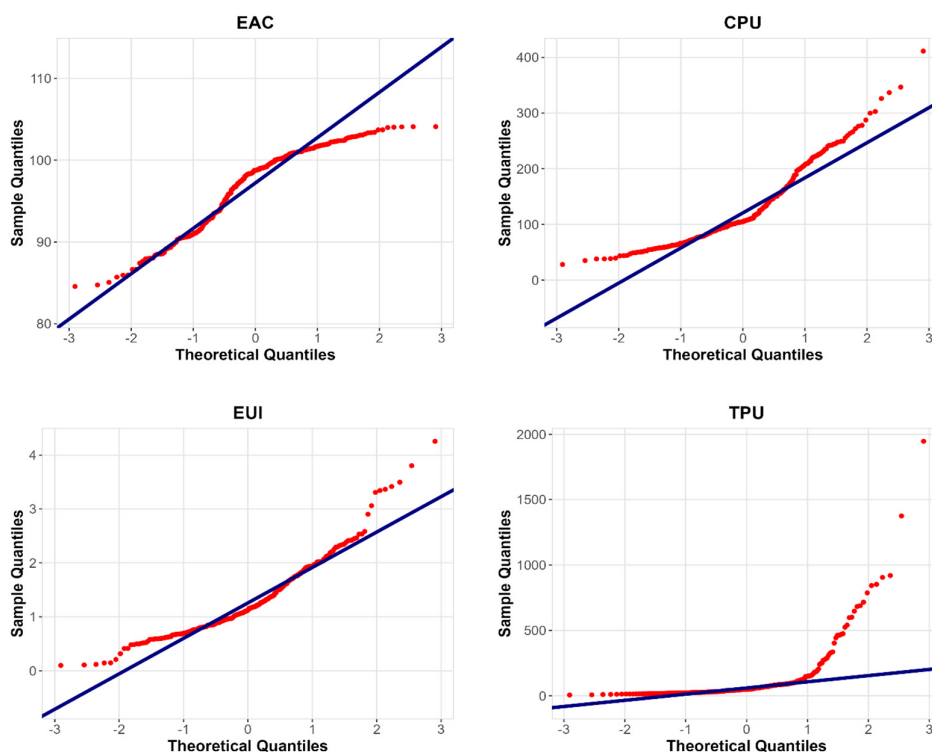 EAC
Sample Quantiles
110
100
90
80
-3 -2 -1 0 1 2 3
Theoretical Quantiles
CPU
Sample Quantiles
400
300
200
100
0
-3 -2 -1 0 1 2 3
Theoretical Quantiles
EUI
Sample Quantiles
4
3
2
1
0
-3 -2 -1 0 1 2 3
Theoretical Quantiles
TPU
Sample Quantiles
2000
1500
1000
500
0
-3 -2 -1 0 1 2 3
Theoretical Quantiles